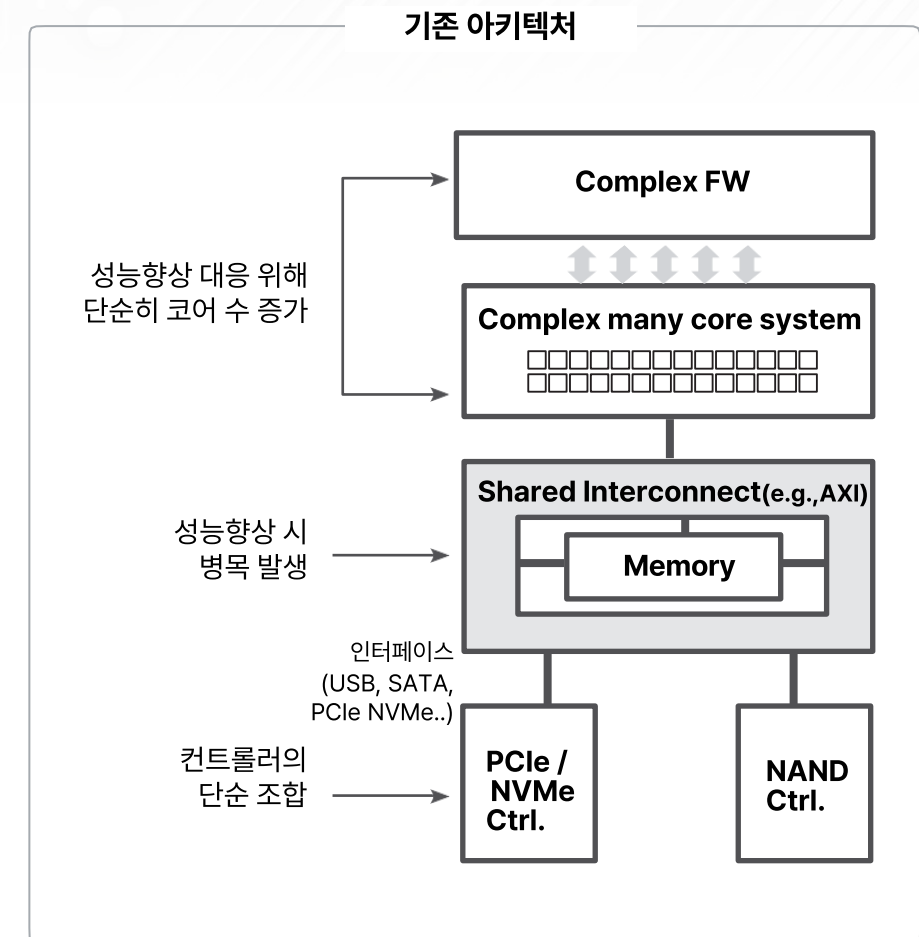 기존 아키텍처
Complex FW
성능향상 대응 위해
단순히 코어 수 증가
Complex many core system
Shared Interconnect(e.g.,AXI)
성능향상 시
병목 발생
Memory
인터페이스
(USB, SATA,
PCIe NVMe..)
컨트롤러의
단순 조합
PCIe /
NVMe
Ctrl.
NAND
Ctrl.